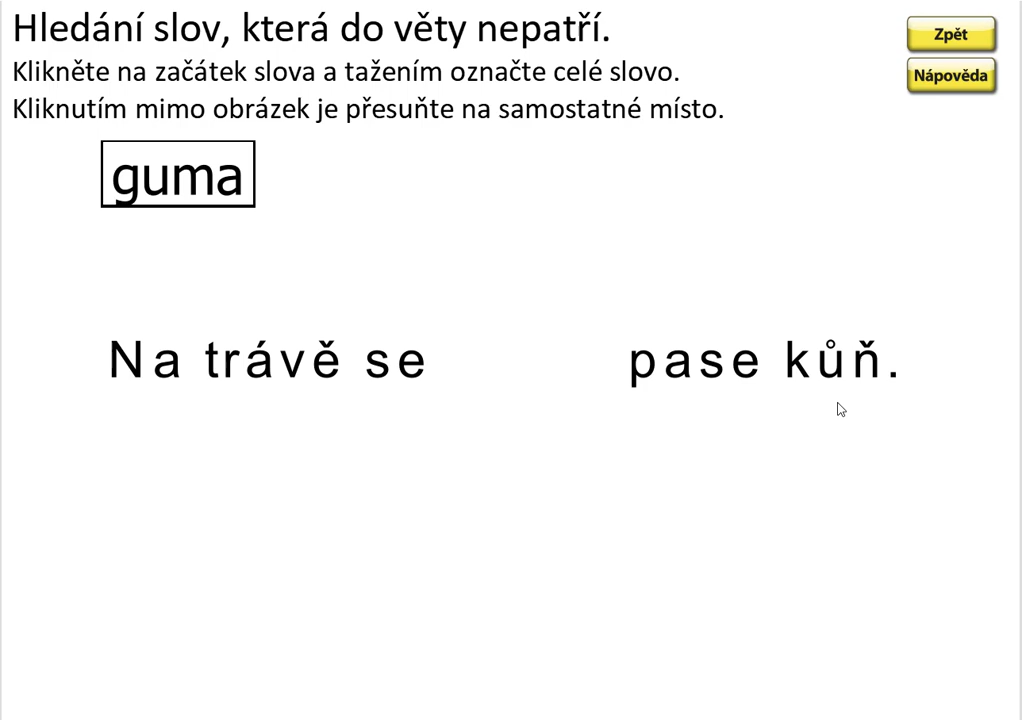 Hledání slov, která do věty nepatří.
Zpět
Klikněte na začátek slova a tažením označte celé slovo.
Nápověda
Kliknutím mimo obrázek je přesuňte na samostatné místo.
guma
Na trávě se pase kůň.